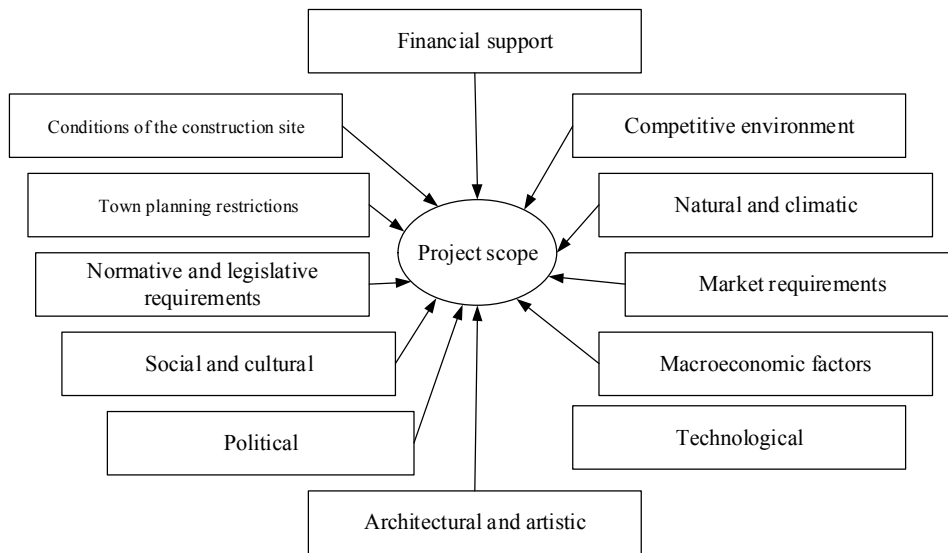 Financial support
Conditions of the construction site
Competitive environment
Town planning restrictions
Natural and climatic
Project scope
Normative and legislative
requirements
Market requirements
Social and cultural
Macroeconomic factors
Political
Technological
Architectural and artistic